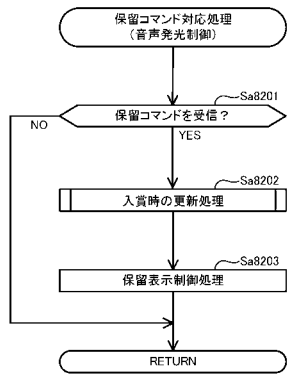 保留コマンド対応処理
(音声発光制御)
Sa8201
保留コマンドを受信？
NO
YES
Sa8202
入賞時の更新処理
Sa8203
保留表示制御処理
RETURN